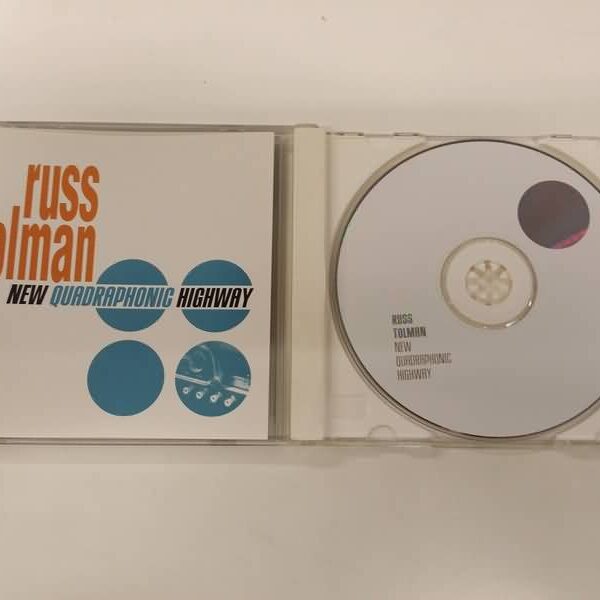 russ
olman
NEW QUADRAPHONIC HIGHWAY
RUSS
TOLMAN
NEW
QUADRAPHONIC
HIGHWAY